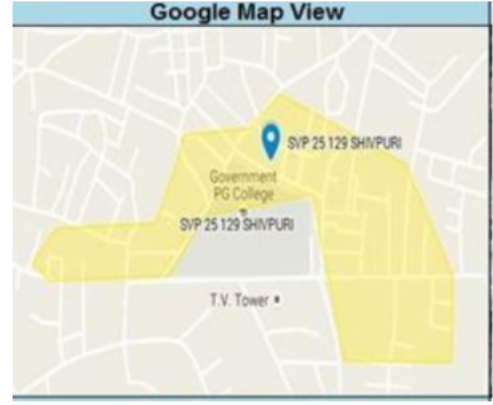 Google Map View
SVP 25 129 SHIVPURI
Government
PG College
SVP 25 129 SHIVPURI
T.V. Tower